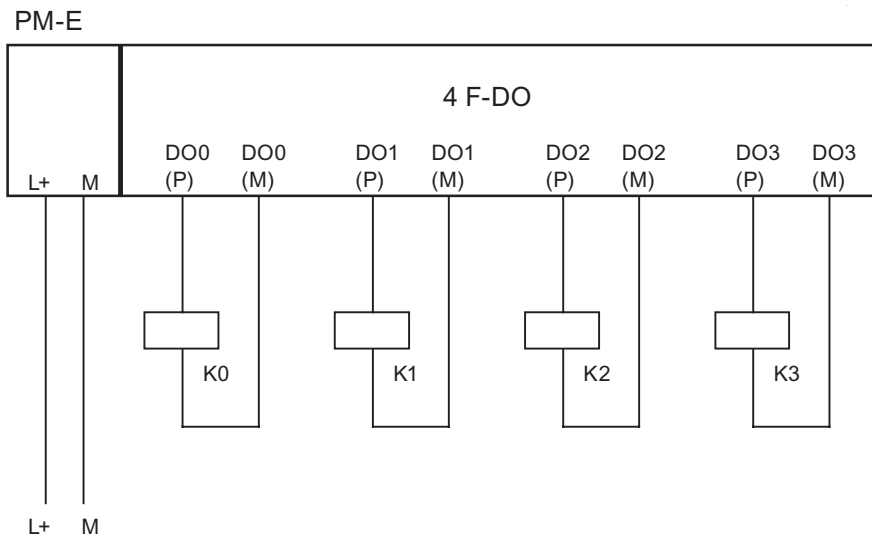 PM-E
4 F-DO
DO0 DO0 DO1 DO1 DO2 DO2 DO3 DO3
L+ M (P) (M) (P) (M) (P) (M) (P) (M)
K0 K1 K2 K3
L+ M